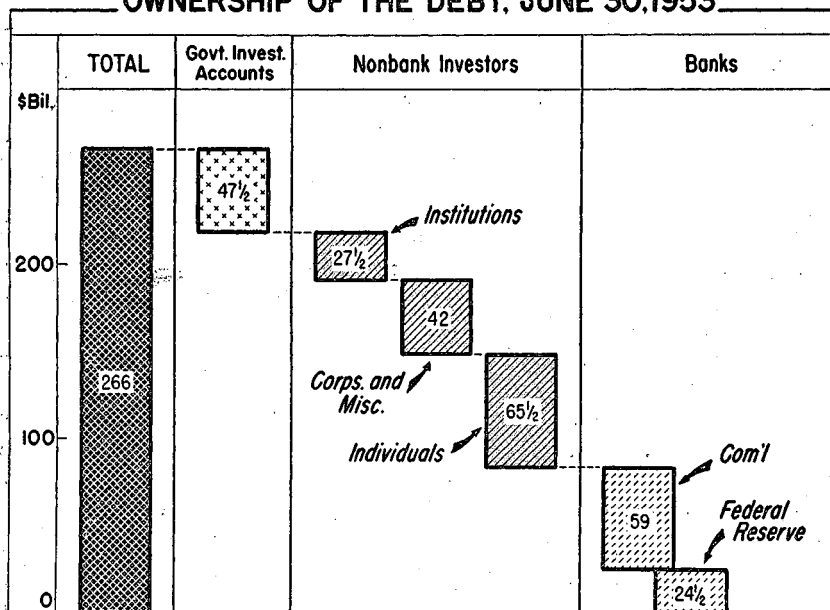 OWNERSHIP OF THE DEBT, JUNE 30, 1953
TOTAL
Govt. Invest.
Accounts
Nonbank Investors
Banks
$Bil.
47½
Institutions
200
27½
42
266
Corps. and
Misc.
65½
100
Individuals
Com'l
59
Federal
Reserve
0
24½